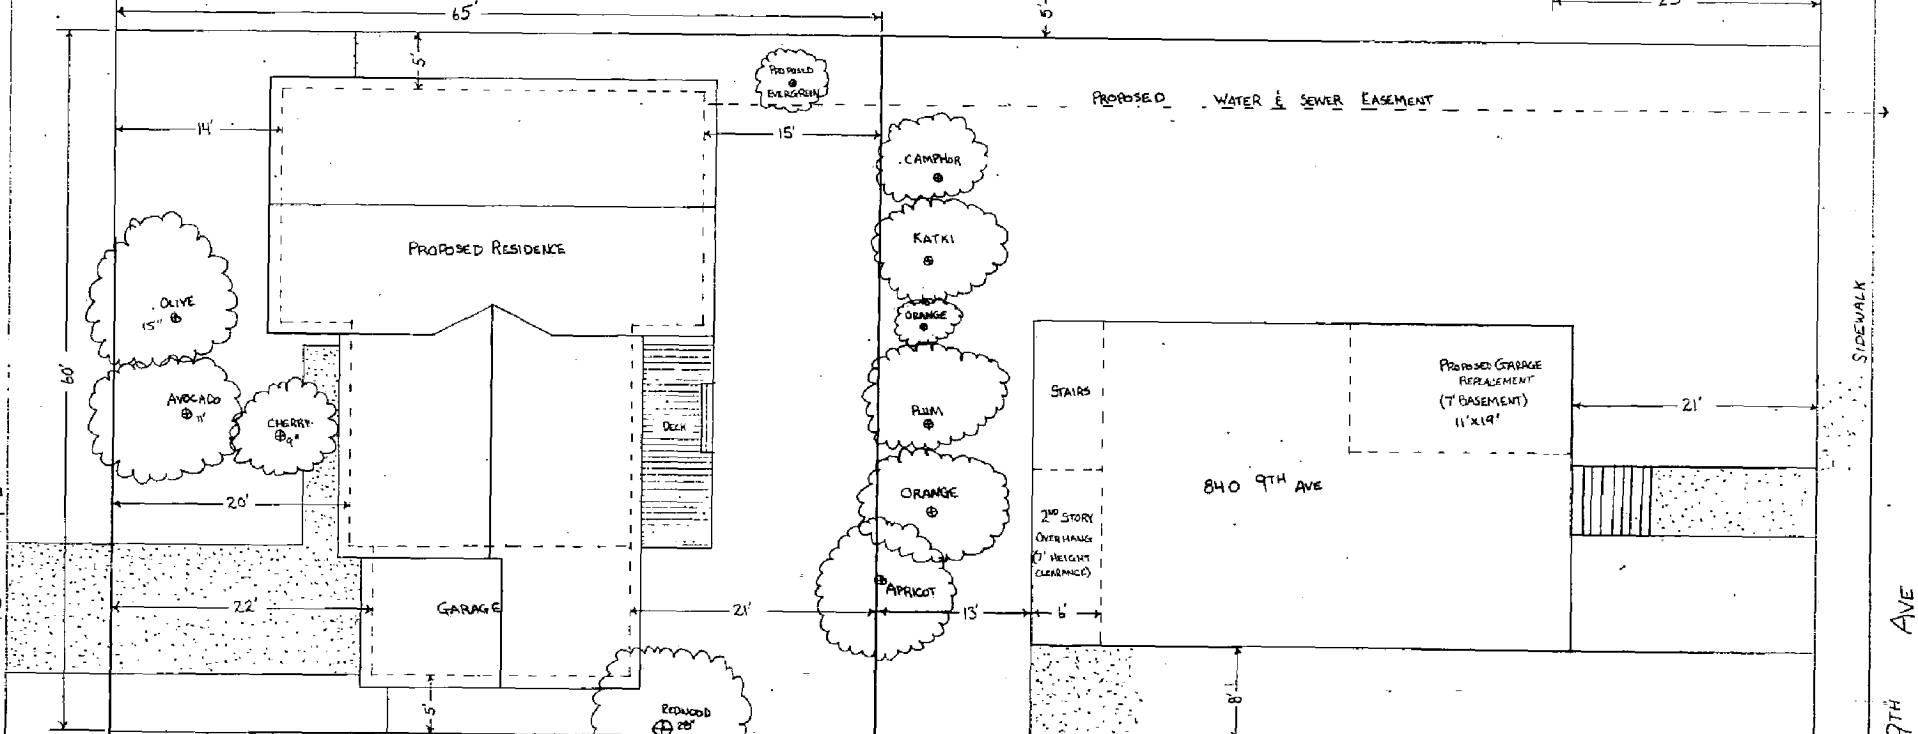 65'
5'
25'
5'
PROPOSED
EVERGREEN
PROPOSED WATER & SEWER EASEMENT
14'
15'
CAMPHOR
KATKI
PROPOSED RESIDENCE
OLIVE
15"
ORANGE
SIDEWALK
60'
STAIRS
PROPOSED GARAGE
REPLACEMENT
(7' BASEMENT)
11'x19'
21'
AVOCADO
11'
CHERRY
9"
PLUM
DECK
20'
ORANGE
840 9TH AVE
2ND STORY
OVERHANG
(7' HEIGHT
CLEARANCE)
22'
GARAGE
21'
APRICOT
13'
6'
5'
REDWOOD
28"
8'
9TH AVE